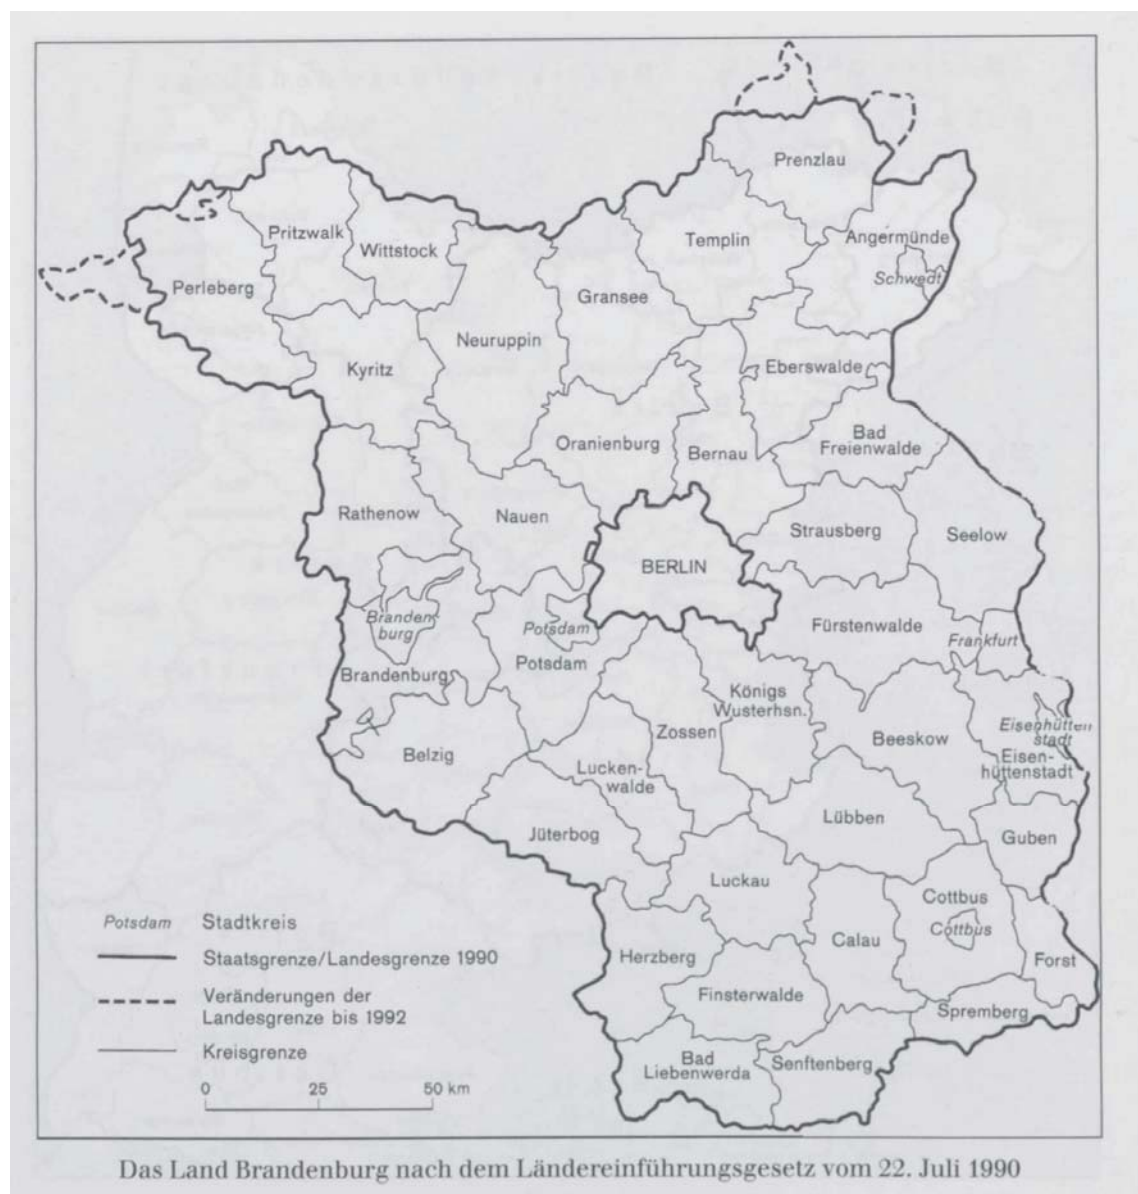 Prenzlau
Pritzwalk
Wittstock
Templin
Angermünde
Schwedt
Perleberg
Gransee
Neuruppin
Kyritz
Eberswalde
Oranienburg
Bernau
Bad
Freienwalde
Rathenow
Nauen
Strausberg
Seelow
BERLIN
Branden
burg
Potsdam
Fürstenwalde
Frankfurt
Potsdam
Brandenburg
Königs
Wusterhsn.
Zossen
Beeskow
Eisenhütten
stadt
Eisen-
hüttenstadt
Belzig
Lucken-
walde
Jüterbog
Lübben
Guben
Luckau
Cottbus
Cottbus
Calau
Herzberg
Forst
Finsterwalde
Spremberg
Bad
Liebenwerda
Senftenberg
Potsdam Stadtkreis
Staatsgrenze/Landesgrenze 1990
Veränderungen der
Landesgrenze bis 1992
Kreisgrenze
0 25 50 km
Das Land Brandenburg nach dem Ländereinführungsgesetz vom 22. Juli 1990